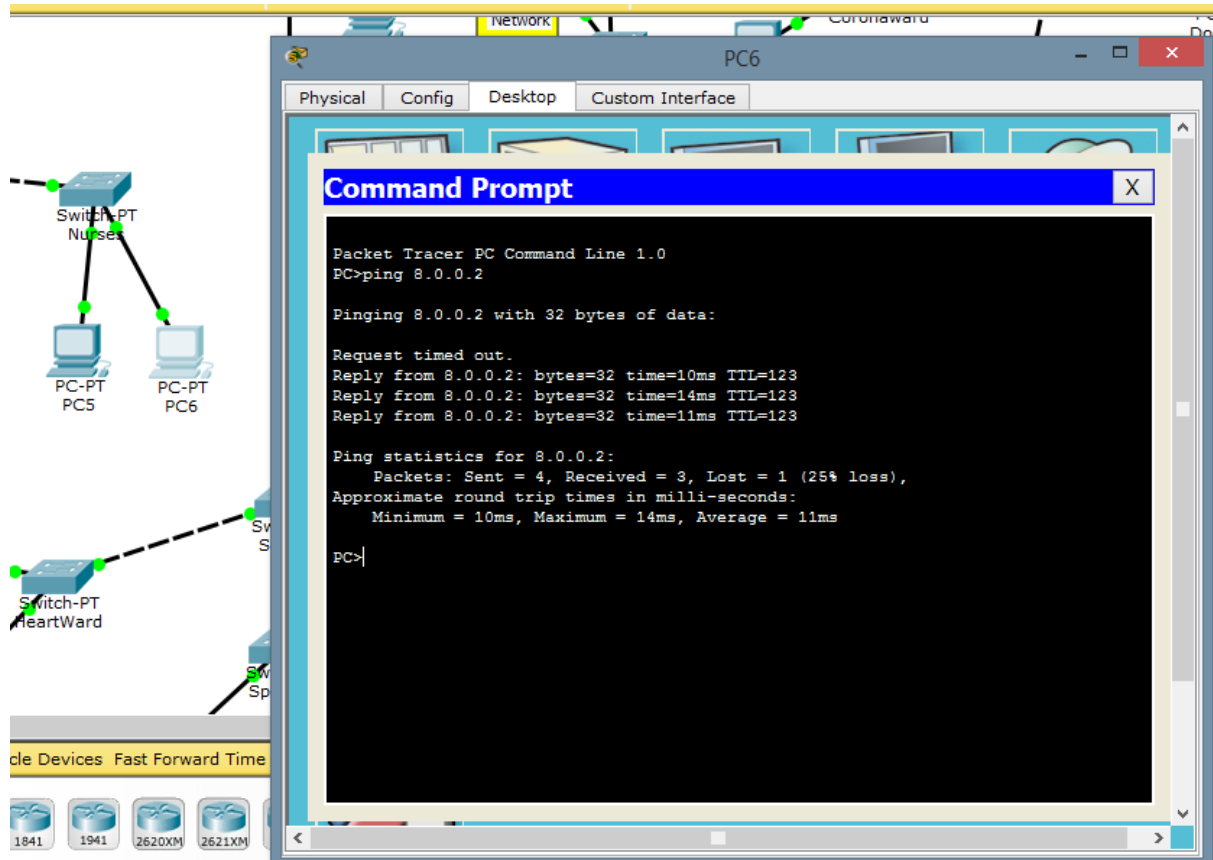 Network
Coronaward
PC6
Physical Config Desktop Custom Interface
Command Prompt
X
Packet Tracer PC Command Line 1.0
PC>ping 8.0.0.2
Pinging 8.0.0.2 with 32 bytes of data:
Request timed out.
Reply from 8.0.0.2: bytes=32 time=10ms TTL=123
Reply from 8.0.0.2: bytes=32 time=14ms TTL=123
Reply from 8.0.0.2: bytes=32 time=11ms TTL=123
Ping statistics for 8.0.0.2:
Packets: Sent = 4, Received = 3, Lost = 1 (25% loss),
Approximate round trip times in milli-seconds:
Minimum = 10ms, Maximum = 14ms, Average = 11ms
PC>
Switch-PT
Nurses
PC-PT
PC5
PC-PT
PC6
Switch-PT
HeartWard
Sw
S
Sw
Sp
cle Devices Fast Forward Time
1841
1941
2620XM
2621XM